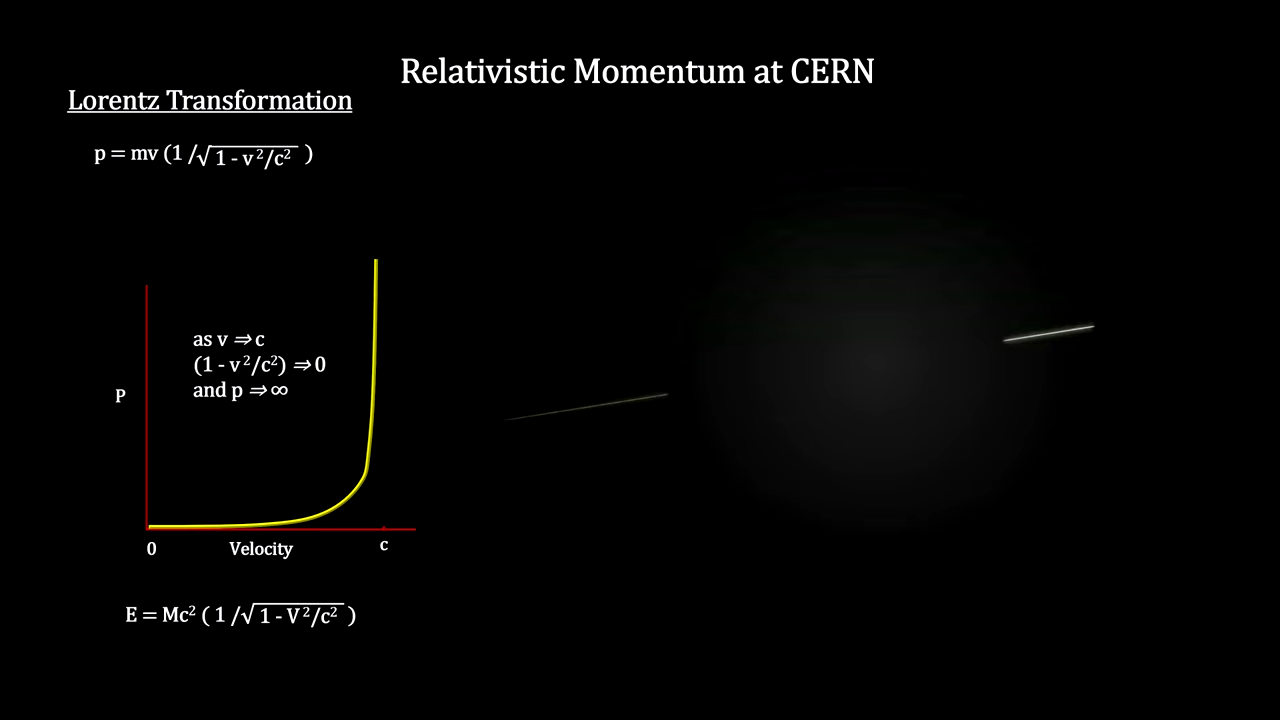 Relativistic Momentum at CERN
Lorentz Transformation
p = mv (1 /√1 - v²/c² )
as v ⇒ c
(1 - v²/c²) ⇒ 0
and p ⇒ ∞
P
0 Velocity c
E = Mc² ( 1 /√1 - V²/c² )